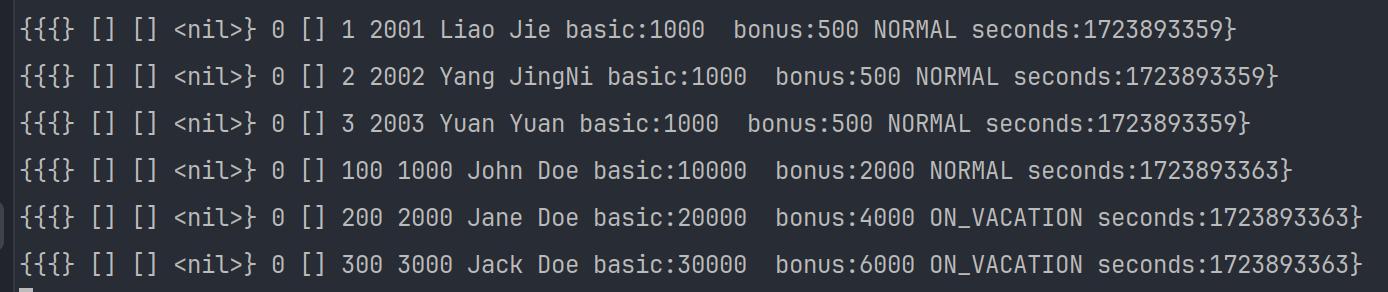 {{{} [] [] <nil>} 0 [] 1 2001 Liao Jie basic:1000  bonus:500 NORMAL seconds:1723893359}
{{{} [] [] <nil>} 0 [] 2 2002 Yang JingNi basic:1000  bonus:500 NORMAL seconds:1723893359}
{{{} [] [] <nil>} 0 [] 3 2003 Yuan Yuan basic:1000  bonus:500 NORMAL seconds:1723893359}
{{{} [] [] <nil>} 0 [] 100 1000 John Doe basic:10000  bonus:2000 NORMAL seconds:1723893363}
{{{} [] [] <nil>} 0 [] 200 2000 Jane Doe basic:20000  bonus:4000 ON_VACATION seconds:1723893363}
{{{} [] [] <nil>} 0 [] 300 3000 Jack Doe basic:30000  bonus:6000 ON_VACATION seconds:1723893363}